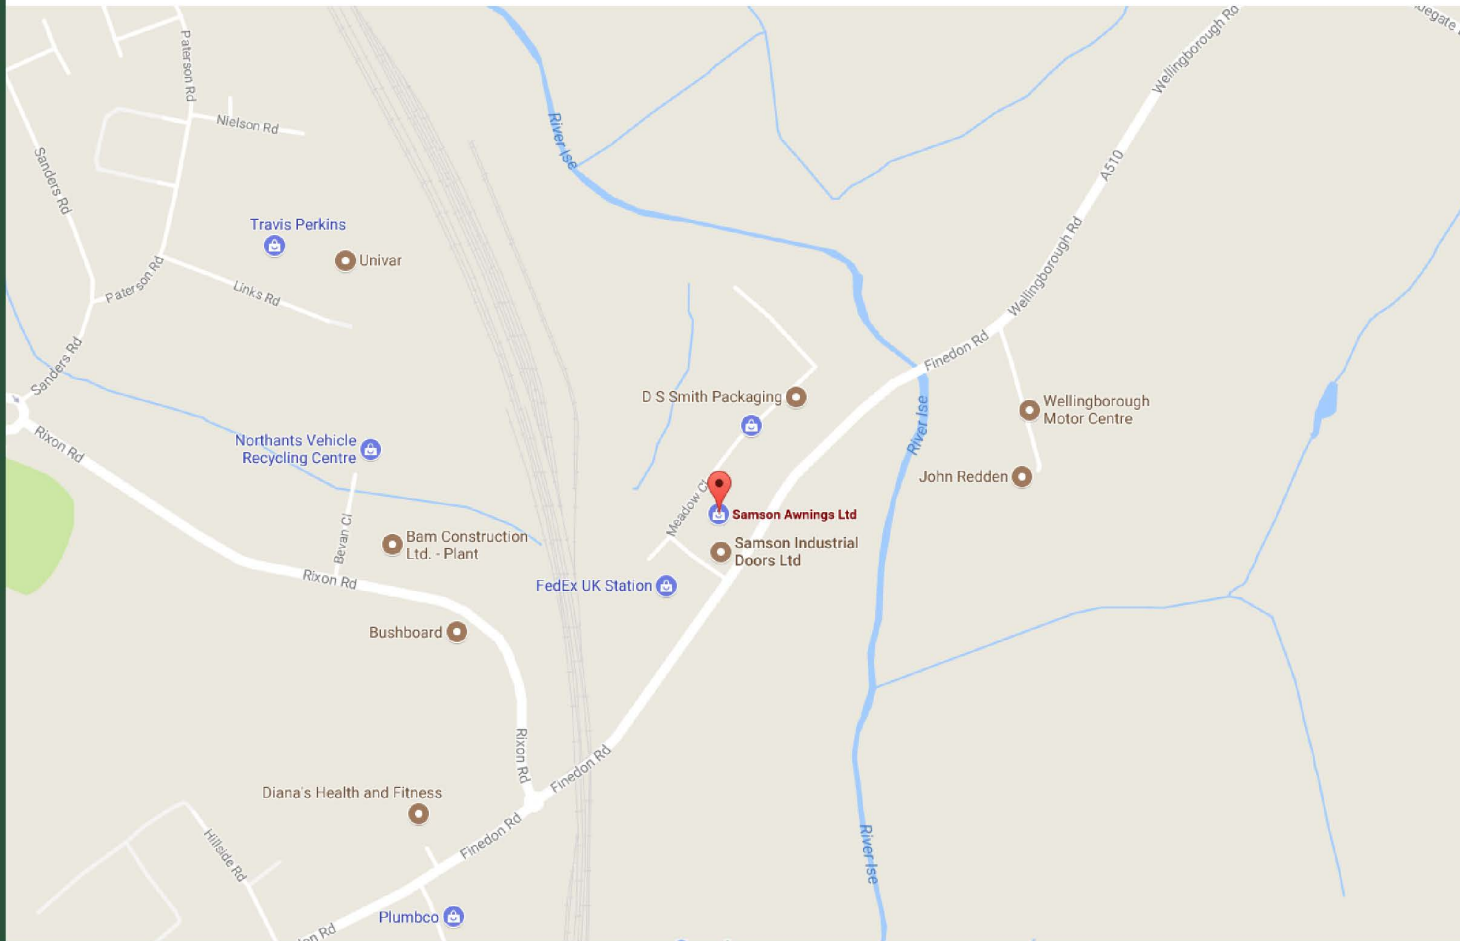 Wellingborough Rd
Paterson Rd
River Ise
Nielson Rd
A510
Sanders Rd
Travis Perkins
Univar
Wellingborough Rd
Paterson Rd
Links Rd
Finedon Rd
Sanders Rd
D S Smith Packaging
Wellingborough
Motor Centre
River Ise
Rixon Rd
Northants Vehicle
Recycling Centre
John Redden
Meadow Cl
Samson Awnings Ltd
Bevan Cl
Bam Construction
Ltd. - Plant
Samson Industrial
Doors Ltd
Rixon Rd
FedEx UK Station
Bushboard
Rixon Rd
Finedon Rd
Diana's Health and Fitness
Finedon Rd
Hillside Rd
River Ise
Plumbco
Rd